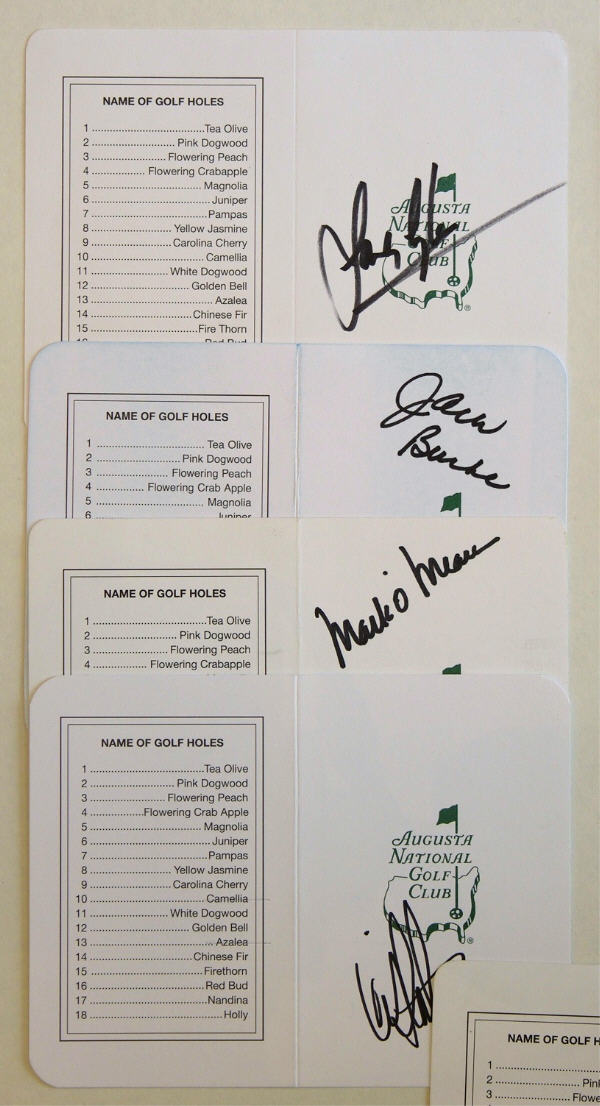 NAME OF GOLF HOLES
1 ........................................Tea Olive
2 ............................. Pink Dogwood
3 .......................... Flowering Peach
4 .................. Flowering Crabapple
5 ...................................... Magnolia
6 ......................................... Juniper
7 ......................................... Pampas
8 ............................ Yellow Jasmine
9 ............................ Carolina Cherry
10 ....................................... Camellia
11 ........................... White Dogwood
12 .................................. Golden Bell
13 .......................................... Azalea
14 .................................. Chinese Fir
15 .....................................Fire Thorn
AUGUSTA
NATIONAL
GOLF
CLUB
®
NAME OF GOLF HOLES
1 ...................................... Tea Olive
2 ............................. Pink Dogwood
3 .......................... Flowering Peach
4 ................. Flowering Crab Apple
5 ...................................... Magnolia
6 ......................................... Juniper
Jack
Burke
NAME OF GOLF HOLES
1 ........................................Tea Olive
2 ............................. Pink Dogwood
3 .......................... Flowering Peach
4 .................... Flowering Crabapple
Mark O'Meara
NAME OF GOLF HOLES
1 ........................................Tea Olive
2 ............................. Pink Dogwood
3 .......................... Flowering Peach
4 ..................Flowering Crab Apple
5 ...................................... Magnolia
6 ......................................... Juniper
7 .........................................Pampas
8 ............................ Yellow Jasmine
9 ............................ Carolina Cherry
10 ....................................... Camellia
11 ............................ White Dogwood
12 .................................. Golden Bell
13 .......................................... Azalea
14 .................................. Chinese Fir
15 ...................................... Firethorn
16 ....................................... Red Bud
17 ........................................ Nandina
18 ............................................. Holly
AUGUSTA
NATIONAL
GOLF
CLUB
®
NAME OF GOLF H
1 ........................................
2 ............................. Pin
3 .......................... Flowe